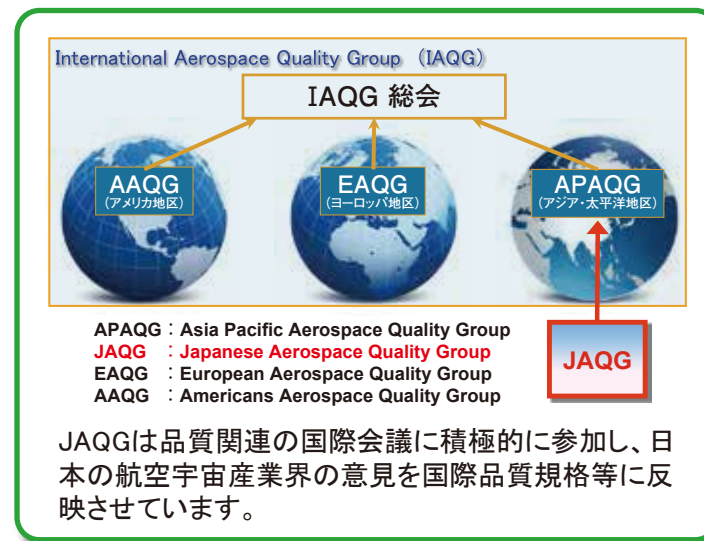 International Aerospace Quality Group （IAQG）
IAQG 総会
AAQG
（アメリカ地区）
EAQG
（ヨーロッパ地区）
APAQG
（アジア・太平洋地区）
APAQG：Asia Pacific Aerospace Quality Group
JAQG：Japanese Aerospace Quality Group
EAQG：European Aerospace Quality Group
AAQG：Americans Aerospace Quality Group
JAQG
JAQGは品質関連の国際会議に積極的に参加し、日
本の航空宇宙産業界の意見を国際品質規格等に反
映させています。